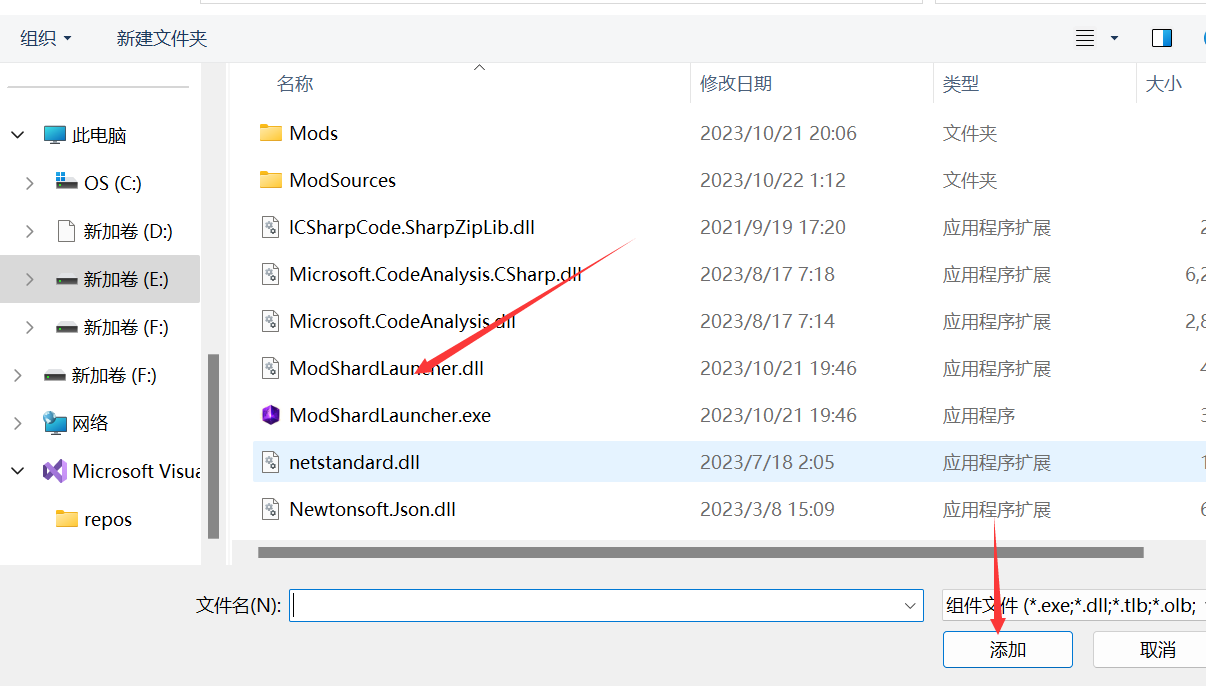 组织 新建文件夹
名称 修改日期 类型 大小
此电脑
OS (C:)
新加卷 (D:)
新加卷 (E:)
新加卷 (F:)
新加卷 (F:)
网络
Microsoft Visua
repos
Mods 2023/10/21 20:06 文件夹
ModSources 2023/10/22 1:12 文件夹
ICSharpCode.SharpZipLib.dll 2021/9/19 17:20 应用程序扩展 2
Microsoft.CodeAnalysis.CSharp.dll 2023/8/17 7:18 应用程序扩展 6,2
Microsoft.CodeAnalysis.dll 2023/8/17 7:14 应用程序扩展 2,8
ModShardLauncher.dll 2023/10/21 19:46 应用程序扩展 4
ModShardLauncher.exe 2023/10/21 19:46 应用程序 3
netstandard.dll 2023/7/18 2:05 应用程序扩展 1
Newtonsoft.Json.dll 2023/3/8 15:09 应用程序扩展 6
文件名(N): 组件文件 (*.exe;*.dll;*.tlb;*.olb;
添加 取消